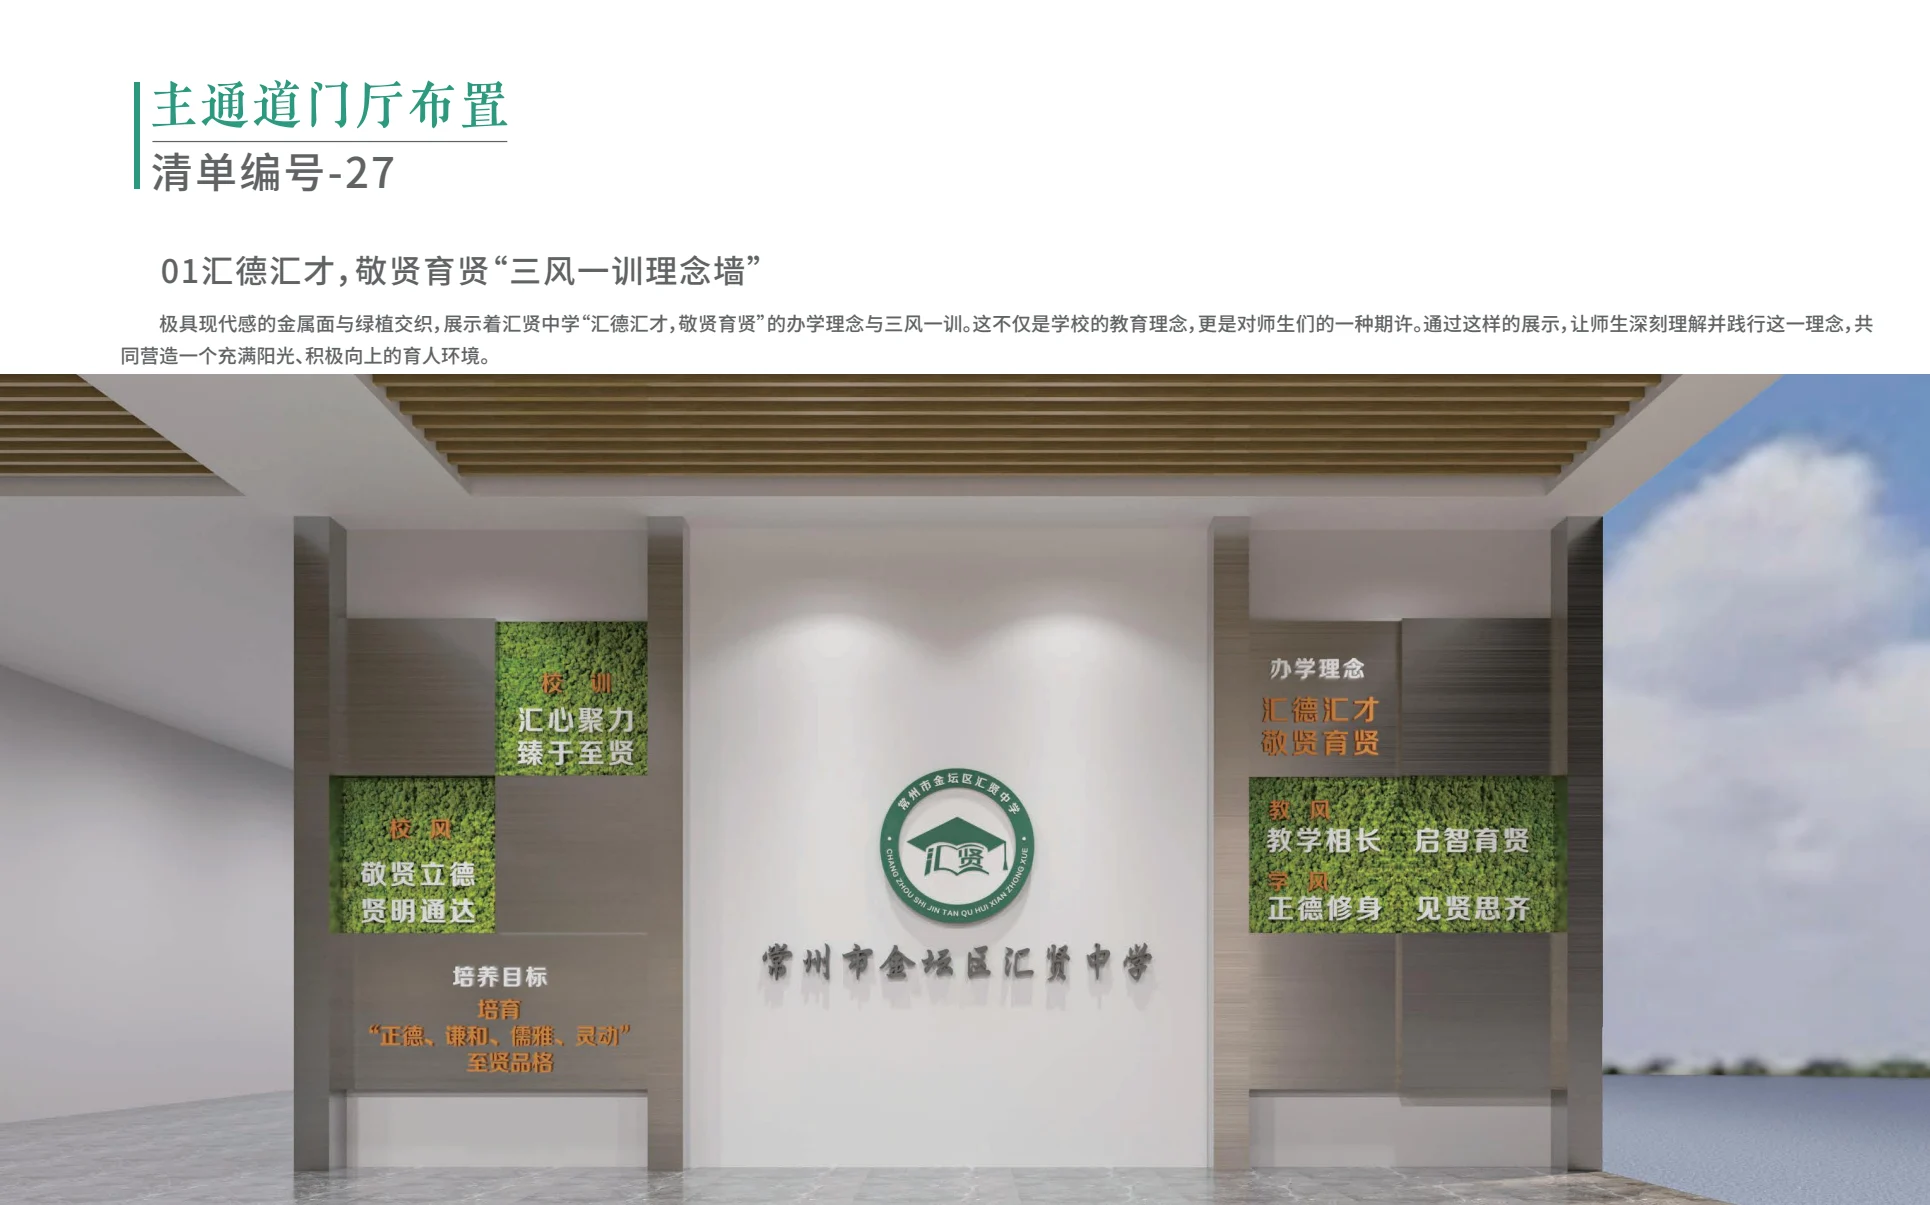 主通道门厅布置
清单编号-27
01汇德汇才，敬贤育贤“三风一训理念墙”
极具现代感的金属面与绿植交织，展示着汇贤中学“汇德汇才，敬贤育贤”的办学理念与三风一训。这不仅是学校的教育理念，更是对师生们的一种期许。通过这样的展示，让师生深刻理解并践行这一理念，共
同营造一个充满阳光、积极向上的育人环境。
校 训
汇心聚力
臻于至贤
校 风
敬贤立德
贤明通达
培养目标
培育
“正德、谦和、儒雅、灵动”
至贤品格
常州市金坛区汇贤中学
汇贤
CHANG ZHOU SHI JIN TAN QU HUI XIAN ZHONG XUE
常州市金坛区汇贤中学
办学理念
汇德汇才
敬贤育贤
教 风
教学相长 启智育贤
学 风
正德修身 见贤思齐